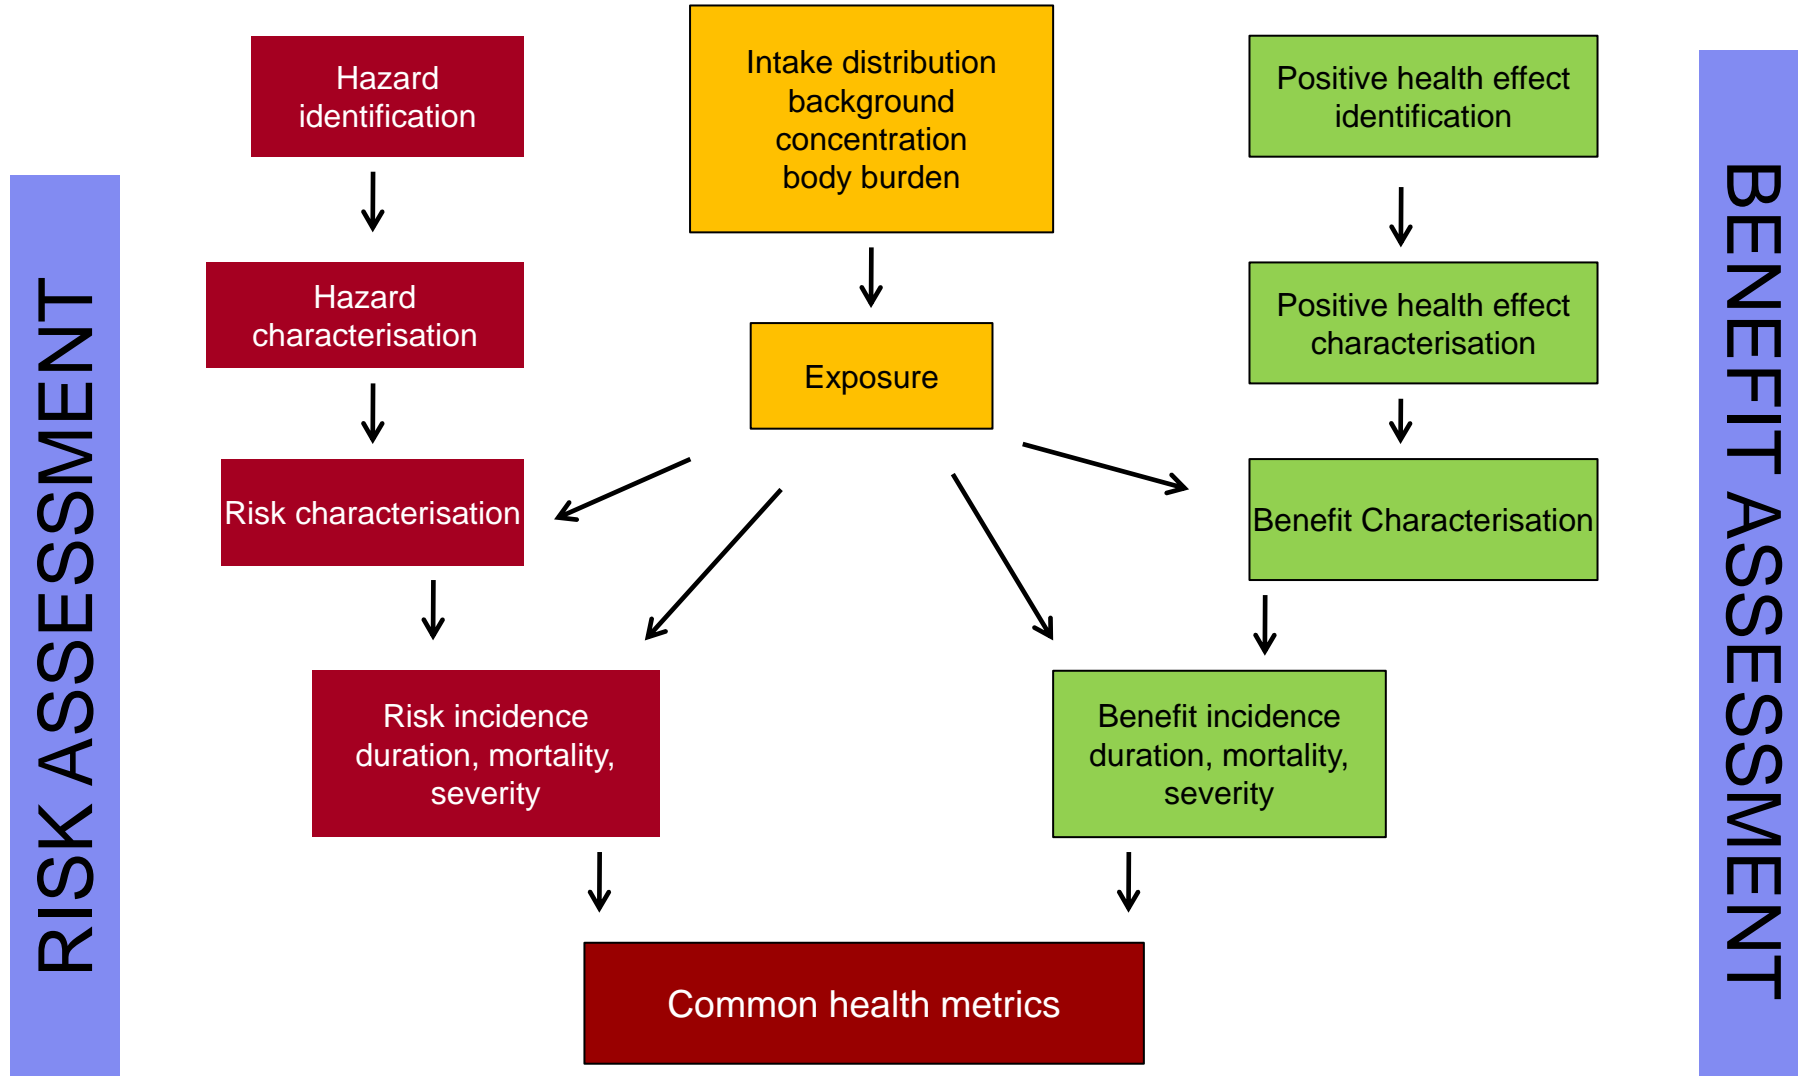 RISK ASSESSMENT
Hazard
identification
Hazard
characterisation
Risk characterisation
Risk incidence
duration, mortality,
severity
Intake distribution
background
concentration
body burden
Exposure
Positive health effect
identification
Positive health effect
characterisation
Benefit Characterisation
Benefit incidence
duration, mortality,
severity
Common health metrics
BENEFIT ASSESSMENT